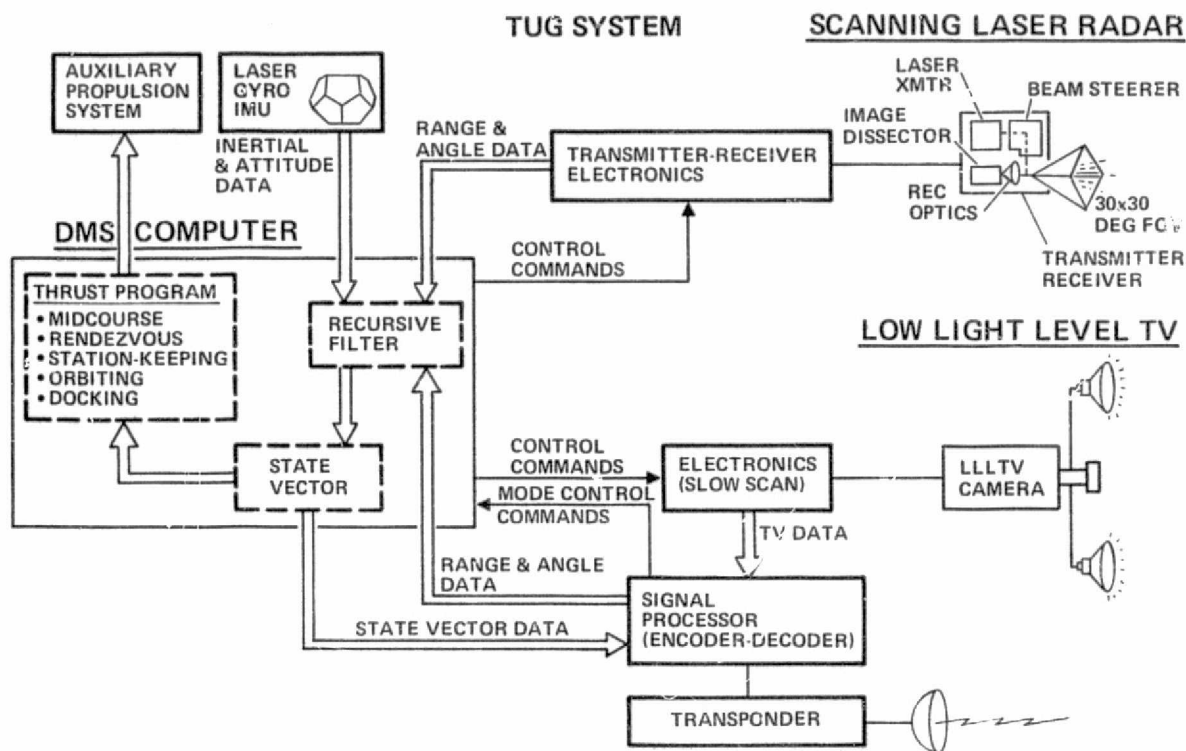 TUG SYSTEM
SCANNING LASER RADAR
AUXILIARY
PROPULSION
SYSTEM
LASER
GYRO
IMU
INERTIAL
& ATTITUDE
DATA
RANGE &
ANGLE DATA
TRANSMITTER-RECEIVER
ELECTRONICS
LASER
XMTR
BEAM STEERER
IMAGE
DISSECTOR
REC
OPTICS
30x30
DEG FOV
TRANSMITTER
RECEIVER
DMS COMPUTER
CONTROL
COMMANDS
THRUST PROGRAM
•MIDCOURSE
•RENDEZVOUS
•STATION-KEEPING
•ORBITING
•DOCKING
RECURSIVE
FILTER
STATE
VECTOR
LOW LIGHT LEVEL TV
CONTROL
COMMANDS
MODE CONTROL
COMMANDS
ELECTRONICS
(SLOW SCAN)
LLLTV
CAMERA
TV DATA
RANGE & ANGLE
DATA
STATE VECTOR DATA
SIGNAL
PROCESSOR
(ENCODER-DECODER)
TRANSPONDER